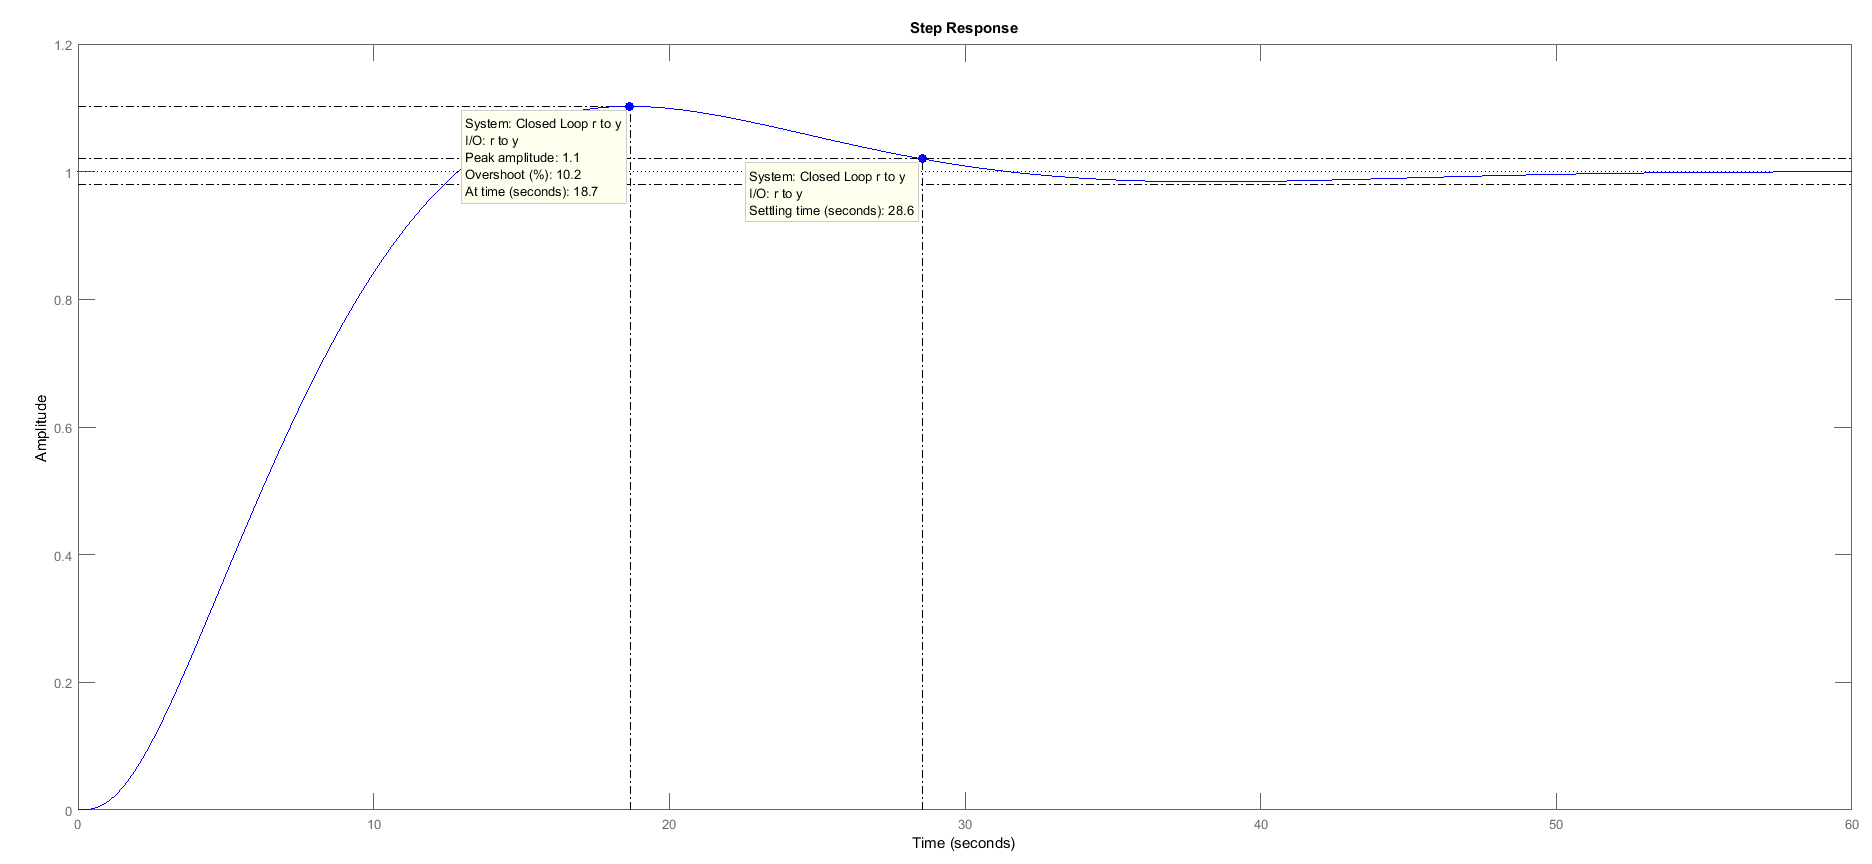 Step Response
1.2
System: Closed Loop r to y
I/O: r to y
Peak amplitude: 1.1
Overshoot (%): 10.2
At time (seconds): 18.7
System: Closed Loop r to y
I/O: r to y
Settling time (seconds): 28.6
1
0.8
0.6
Amplitude
0.4
0.2
0
0 10 20 30 40 50 60
Time (seconds)